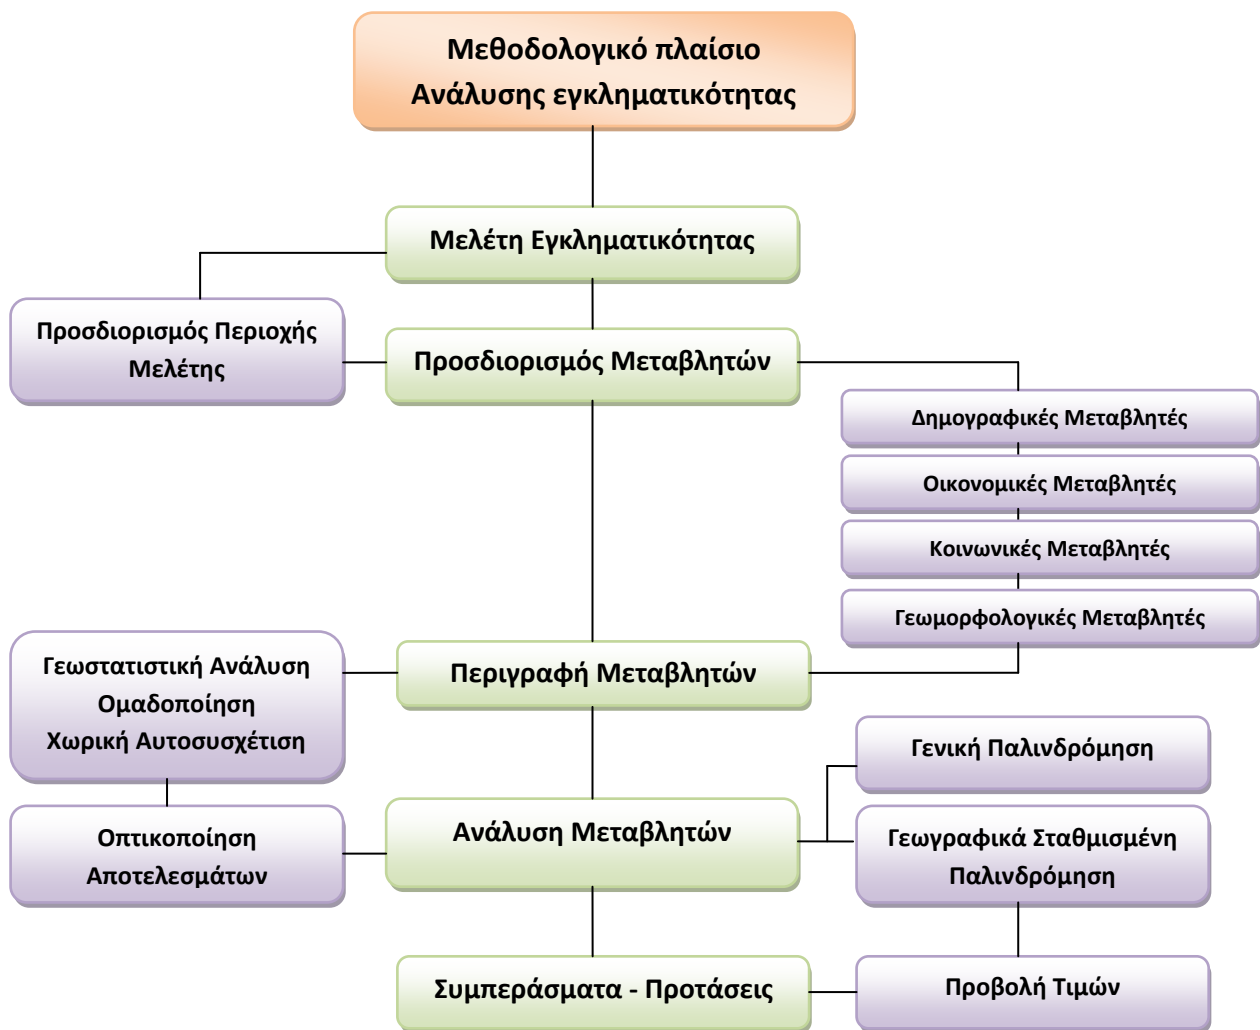 Μεθοδολογικό πλαίσιο
Ανάλυσης εγκληματικότητας
Μελέτη Εγκληματικότητας
Προσδιορισμός Περιοχής
Μελέτης
Προσδιορισμός Μεταβλητών
Δημογραφικές Μεταβλητές
Οικονομικές Μεταβλητές
Κοινωνικές Μεταβλητές
Γεωμορφολογικές Μεταβλητές
Γεωστατιστική Ανάλυση
Ομαδοποίηση
Χωρική Αυτοσυσχέτιση
Περιγραφή Μεταβλητών
Γενική Παλινδρόμηση
Οπτικοποίηση
Αποτελεσμάτων
Ανάλυση Μεταβλητών
Γεωγραφικά Σταθμισμένη
Παλινδρόμηση
Συμπεράσματα - Προτάσεις
Προβολή Τιμών